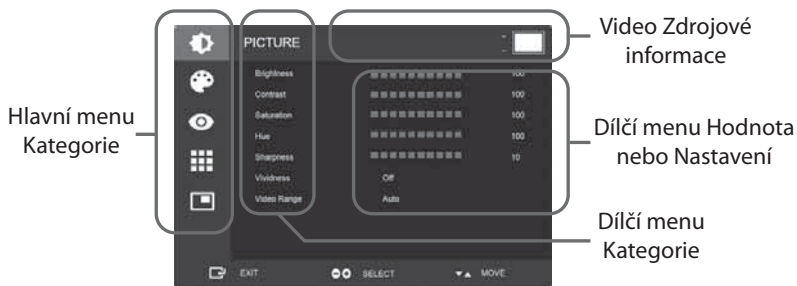 Video Zdrojové
informace
PICTURE
Brightness 100
Contrast 100
Saturation 100
Hue 100
Sharpness 10
Vividness Off
Video Range Auto
Hlavní menu
Kategorie
Dílčí menu Hodnota
nebo Nastavení
Dílčí menu
Kategorie
EXIT SELECT MOVE